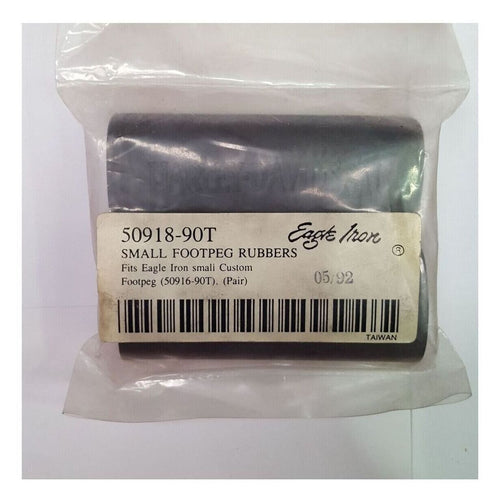 50918-90T
Eagle Iron ®
SMALL FOOTPEG RUBBERS
Fits Eagle Iron small Custom
Footpeg (50916-90T). (Pair)
05/92
TAIWAN